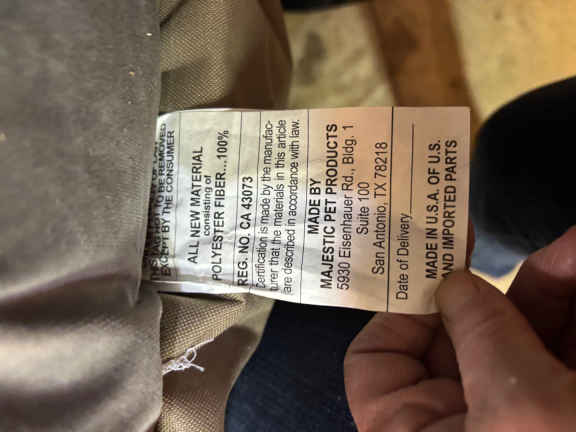 TO BE REMOVED
EXCEPT BY THE CONSUMER
ALL NEW MATERIAL
consisting of
POLYESTER FIBER...100%
REG. NO. CA 43073
Certification is made by the manufac-
turer that the materials in this article
are described in accordance with law.
MADE BY
MAJESTIC PET PRODUCTS
5930 Eisenhauer Rd., Bldg. 1
Suite 100
San Antonio, TX 78218
Date of Delivery
MADE IN U.S.A. OF U.S.
AND IMPORTED PARTS